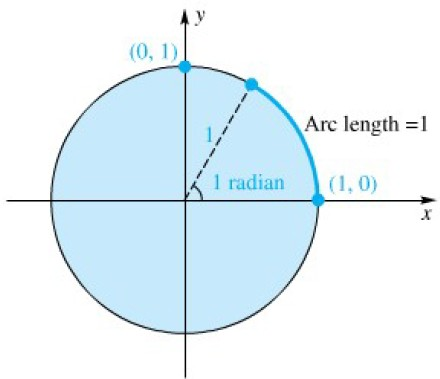 y
(0, 1)
Arc length =1
1
1 radian
(1, 0)
x